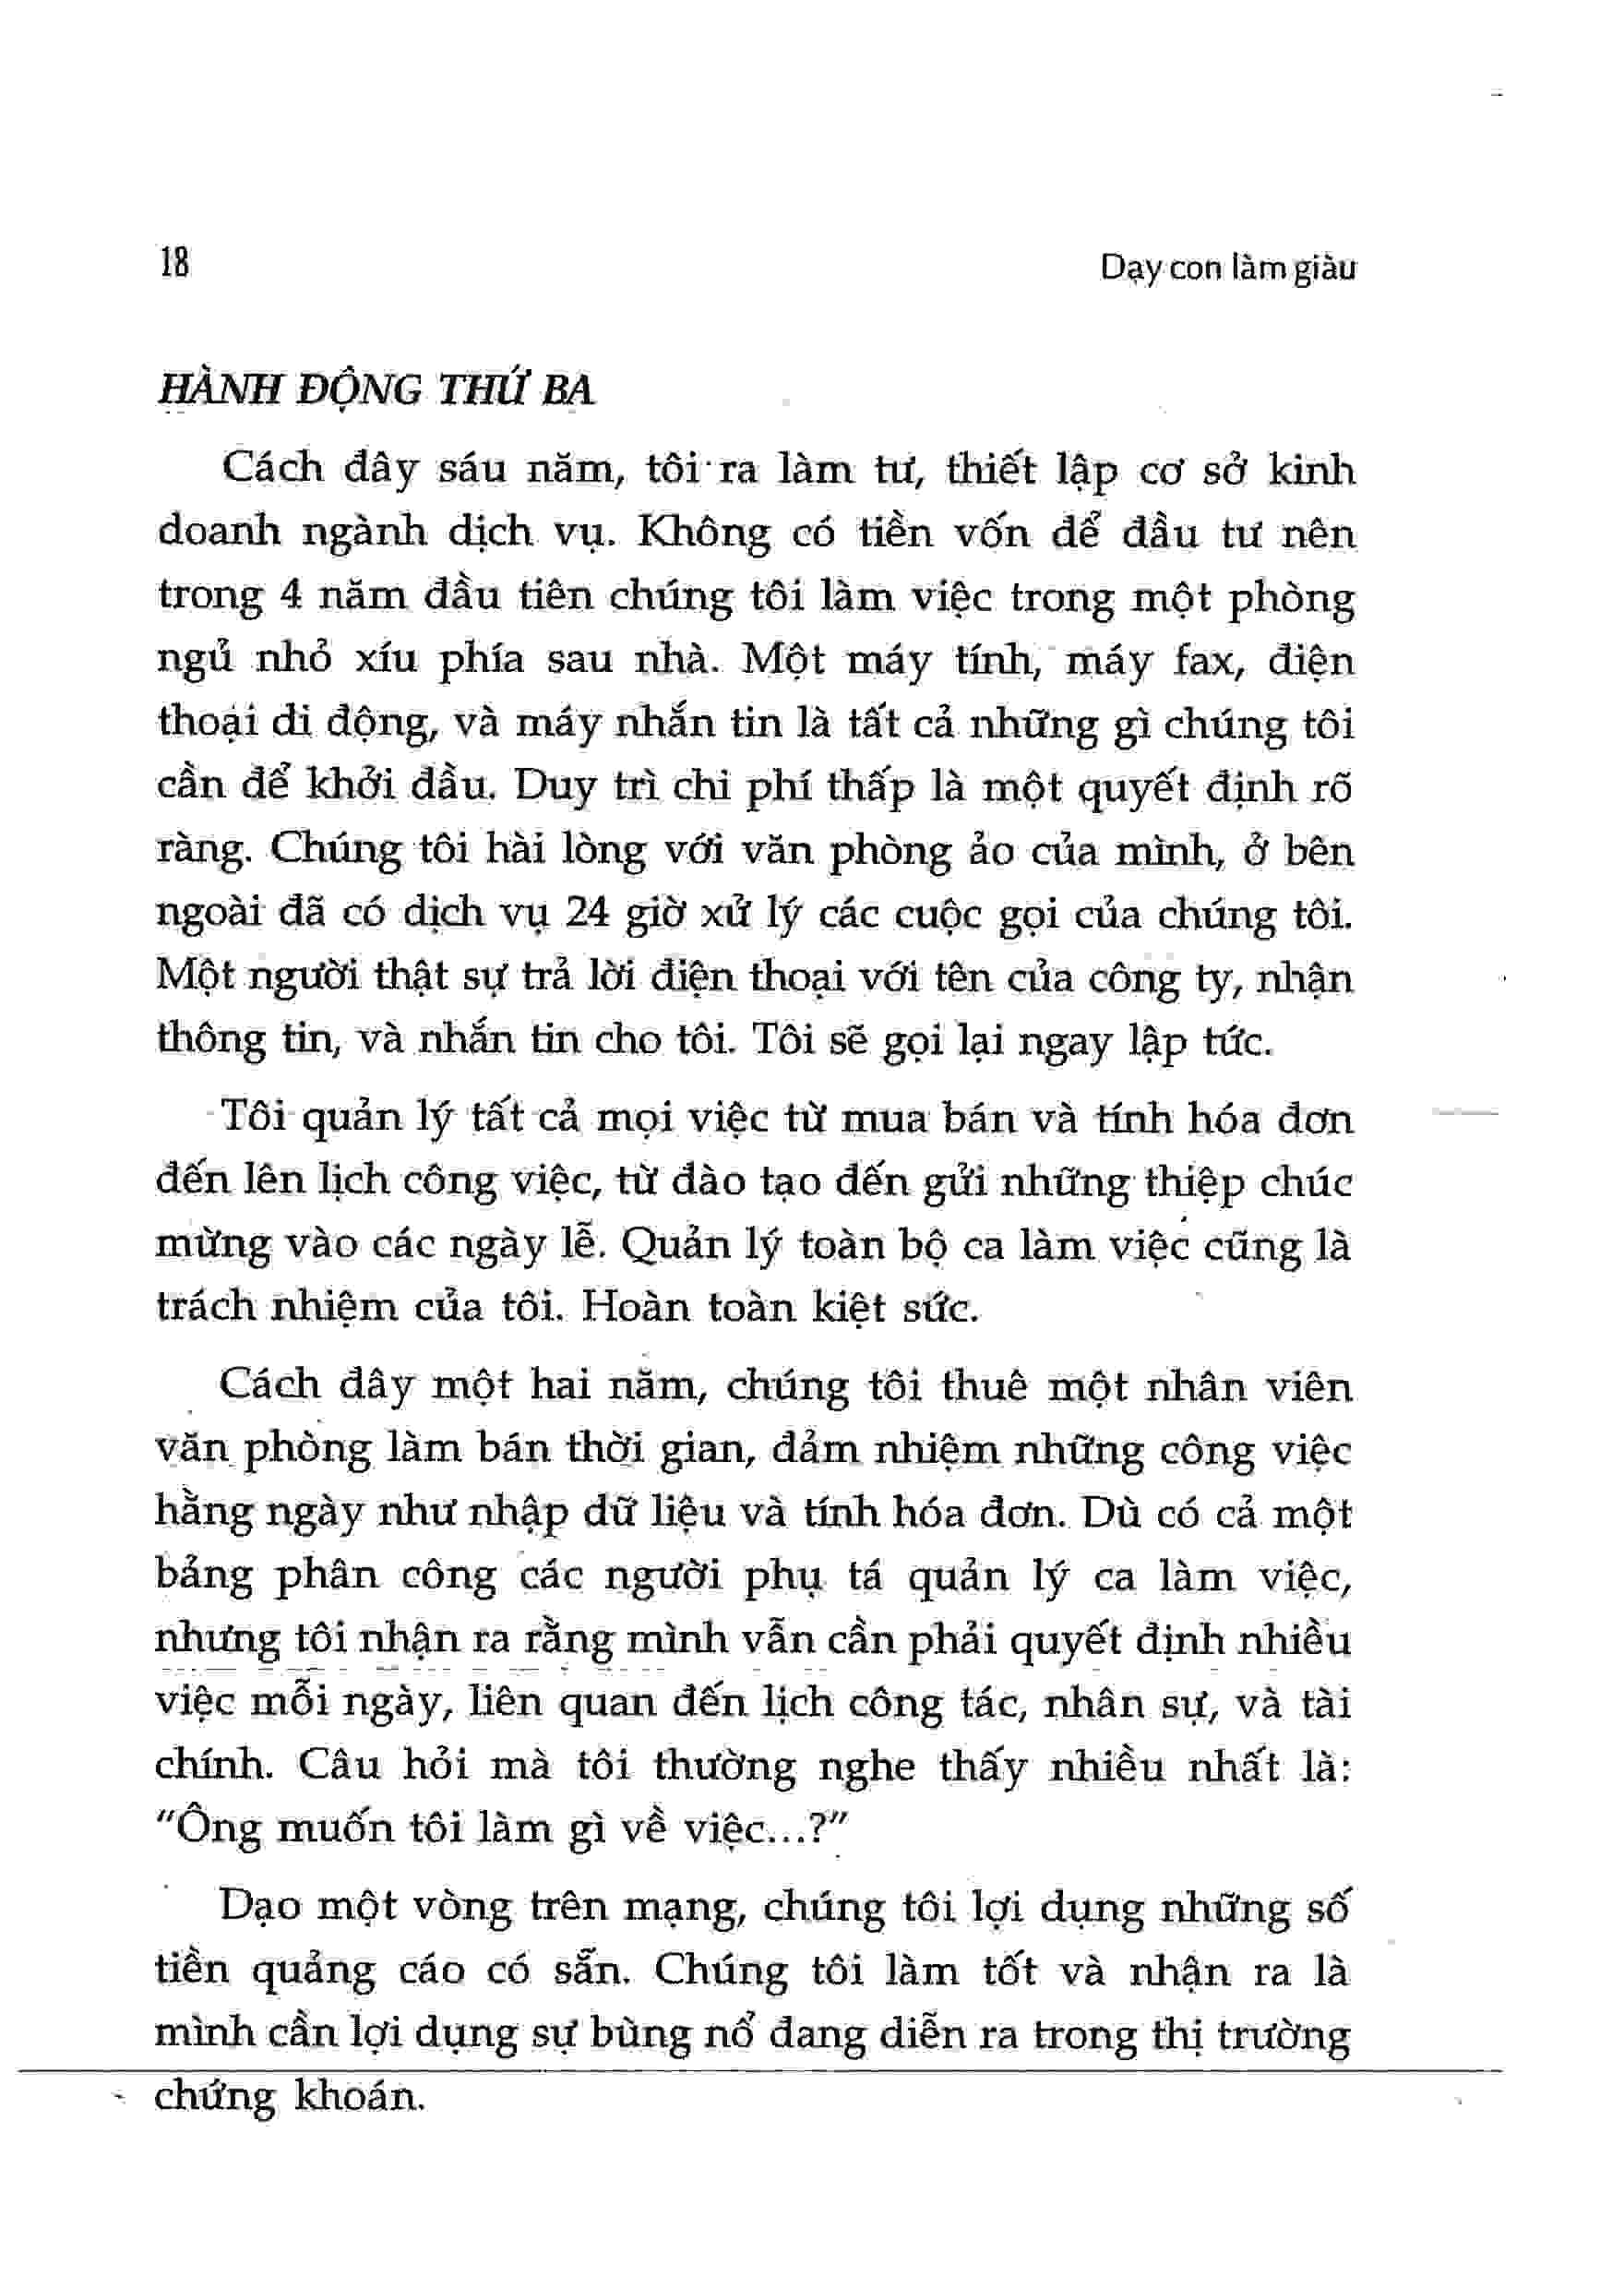 18
Dạy con làm giàu
HÀNH ĐỘNG THỨ BA
Cách đây sáu năm, tôi ra làm tư, thiết lập cơ sở kinh
doanh ngành dịch vụ. Không có tiền vốn để đầu tư nên
trong 4 năm đầu tiên chúng tôi làm việc trong một phòng
ngủ nhỏ xíu phía sau nhà. Một máy tính, máy fax, điện
thoại di động, và máy nhắn tin là tất cả những gì chúng tôi
cần để khởi đầu. Duy trì chi phí thấp là một quyết định rõ
ràng. Chúng tôi hài lòng với văn phòng ảo của mình, ở bên
ngoài đã có dịch vụ 24 giờ xử lý các cuộc gọi của chúng tôi.
Một người thật sự trả lời điện thoại với tên của công ty, nhận
thông tin, và nhắn tin cho tôi. Tôi sẽ gọi lại ngay lập tức.
Tôi quản lý tất cả mọi việc từ mua bán và tính hóa đơn
đến lên lịch công việc, từ đào tạo đến gửi những thiệp chúc
mừng vào các ngày lễ. Quản lý toàn bộ ca làm việc cũng là
trách nhiệm của tôi. Hoàn toàn kiệt sức.
Cách đây một hai năm, chúng tôi thuê một nhân viên
văn phòng làm bán thời gian, đảm nhiệm những công việc
hằng ngày như nhập dữ liệu và tính hóa đơn. Dù có cả một
bảng phân công các người phụ tá quản lý ca làm việc,
nhưng tôi nhận ra rằng mình vẫn cần phải quyết định nhiều
việc mỗi ngày, liên quan đến lịch công tác, nhân sự, và tài
chính. Câu hỏi mà tôi thường nghe thấy nhiều nhất là:
"Ông muốn tôi làm gì về việc...?"
Dạo một vòng trên mạng, chúng tôi lợi dụng những số
tiền quảng cáo có sẵn. Chúng tôi làm tốt và nhận ra là
mình cần lợi dụng sự bùng nổ đang diễn ra trong thị trường
chứng khoán.